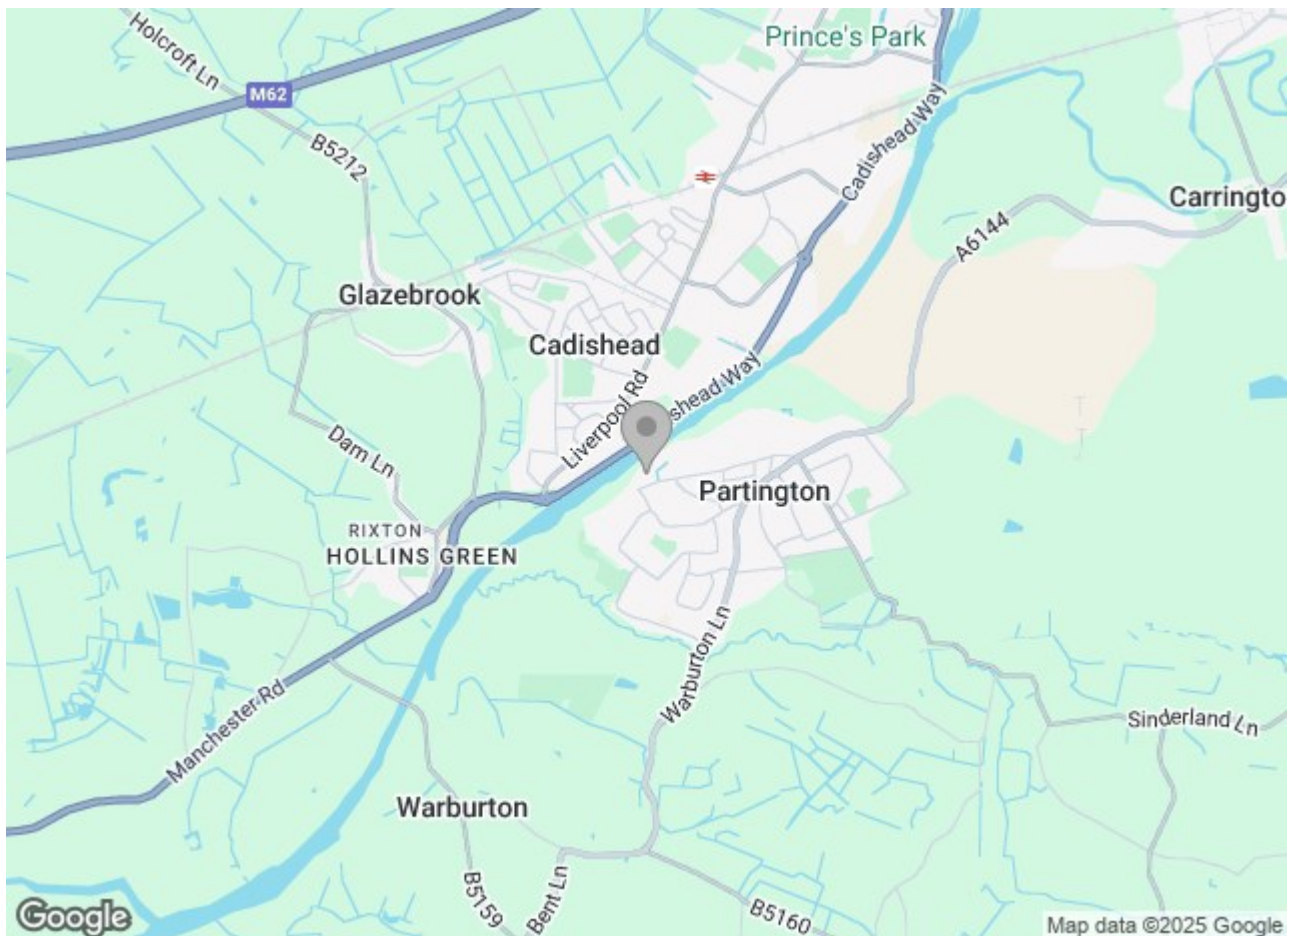 Holcroft Ln
Prince's Park
M62
B5212
Cadishead Way
Carringto
A6144
Glazebrook
Cadishead
Liverpool Rd
shead Way
Dam Ln
Partington
RIXTON
HOLLINS GREEN
Warburton Ln
Manchester Rd
Sinderland Ln
Warburton
B5159
Bent Ln
B5160
Google
Map data ©2025 Google